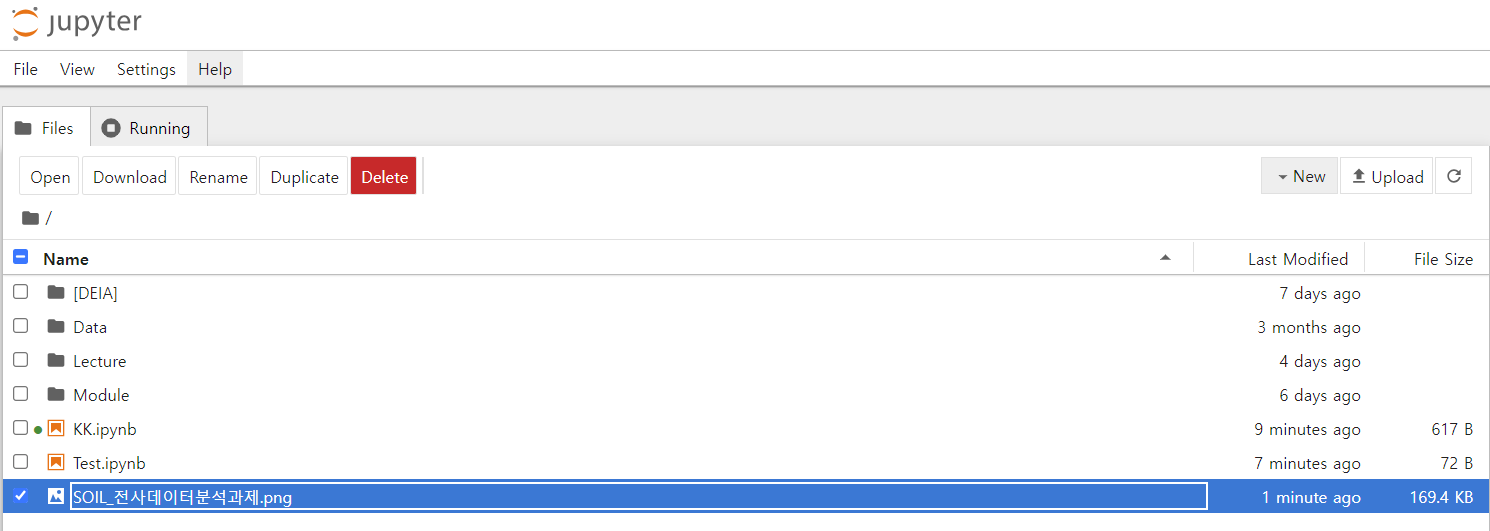 jupyter
File View Settings Help
Files Running
Open Download Rename Duplicate Delete New Upload
/
Name Last Modified File Size
[DEIA] 7 days ago
Data 3 months ago
Lecture 4 days ago
Module 6 days ago
KK.ipynb 9 minutes ago 617 B
Test.ipynb 7 minutes ago 72 B
SOIL_전사데이터분석과제.png 1 minute ago 169.4 KB